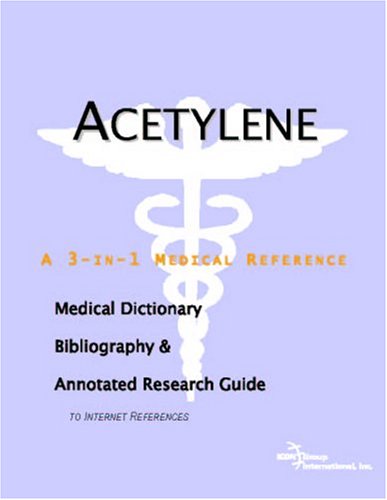 ACETYLENE
A 3-IN-1 MEDICAL REFERENCE
Medical Dictionary
Bibliography &
Annotated Research Guide
TO INTERNET REFERENCES
ICON Group
International, Inc.